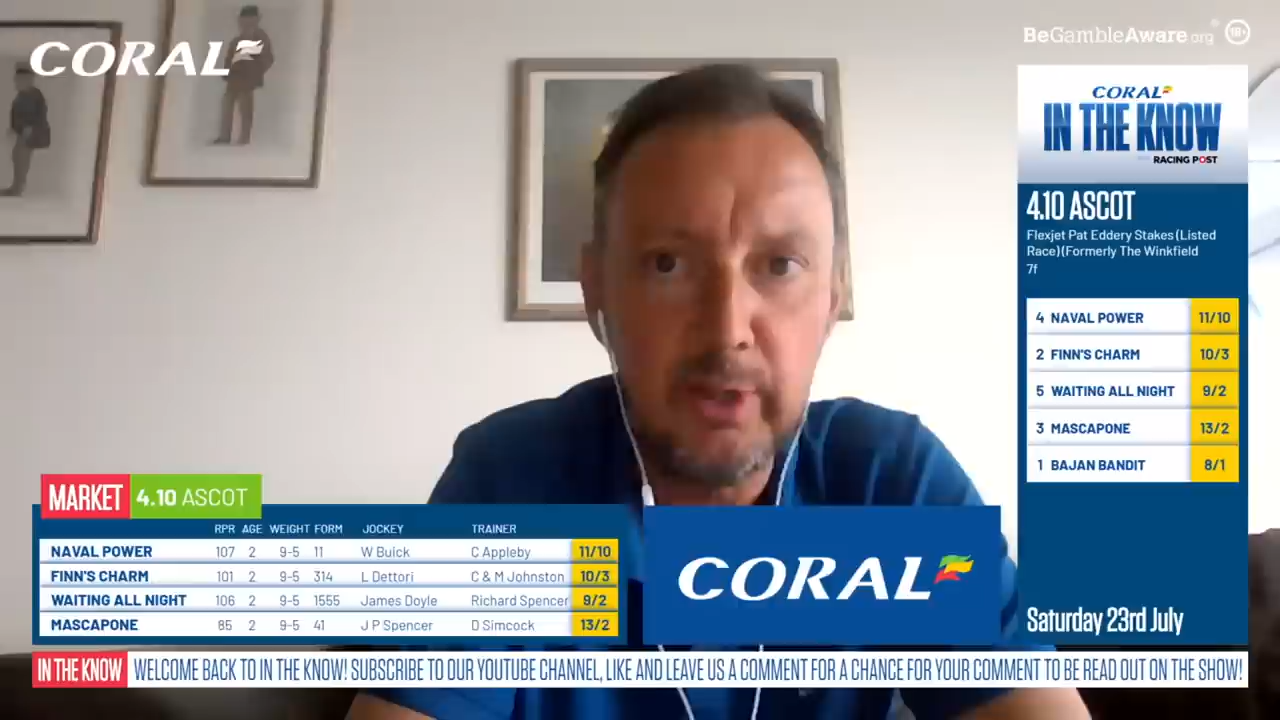 CORAL
BeGambleAware.org 18+
CORAL
IN THE KNOW
RACING POST
4.10 ASCOT
Flexjet Pat Eddery Stakes (Listed
Race)(Formerly The Winkfield
7f
4 NAVAL POWER 11/10
2 FINN'S CHARM 10/3
5 WAITING ALL NIGHT 9/2
3 MASCAPONE 13/2
1 BAJAN BANDIT 8/1
Saturday 23rd July
MARKET 4.10 ASCOT
RPR AGE WEIGHT FORM JOCKEY TRAINER
NAVAL POWER 107 2 9-5 11 W Buick C Appleby 11/10
FINN'S CHARM 101 2 9-5 314 L Dettori C & M Johnston 10/3
WAITING ALL NIGHT 106 2 9-5 1555 James Doyle Richard Spencer 9/2
MASCAPONE 85 2 9-5 41 J P Spencer D Simcock 13/2
CORAL
IN THE KNOW WELCOME BACK TO IN THE KNOW! SUBSCRIBE TO OUR YOUTUBE CHANNEL, LIKE AND LEAVE US A COMMENT FOR A CHANCE FOR YOUR COMMENT TO BE READ OUT ON THE SHOW!